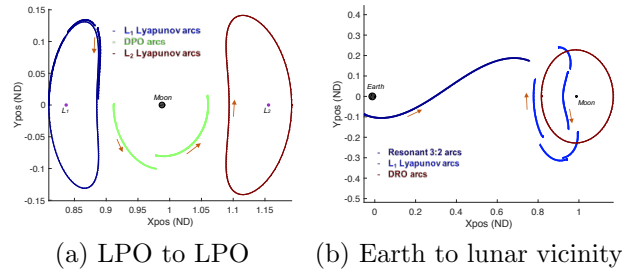 0.15
0.1
0.05
0
-0.05
-0.1
-0.15
Ypos (ND)
L₁ Lyapunov arcs
DPO arcs
L₂ Lyapunov arcs
L₁
Moon
L₂
0.85
0.9
0.95
1
1.05
1.1
1.15
Xpos (ND)
(a) LPO to LPO
0.4
0.3
0.2
0.1
0
-0.1
-0.2
-0.3
-0.4
-0.5
Ypos (ND)
Earth
Moon
Resonant 3:2 arcs
L₁ Lyapunov arcs
DRO arcs
0
0.2
0.4
0.6
0.8
1
Xpos (ND)
(b) Earth to lunar vicinity